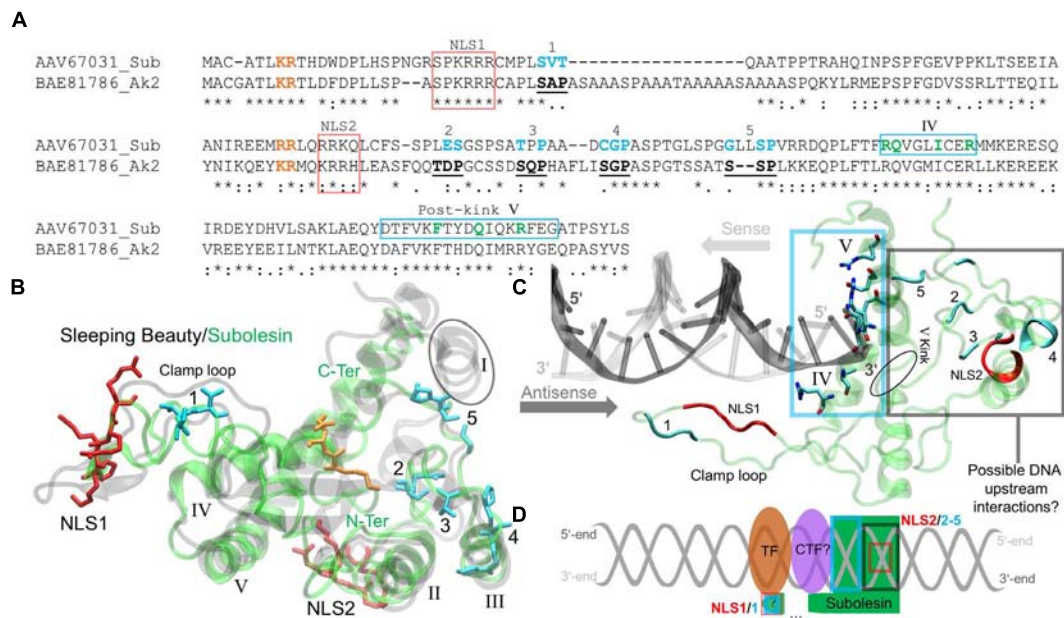 A
NLS1 1
AAV67031_Sub MAC-ATLKRTHDWDPLHSPNGRSPKRRRCMPLSVT-----------------QAATPPTRAHQINPSPFGEVPPKLTSEEIA
BAE81786_Ak2 MACGATLKRTLDFDPLLSP--ASPKRRRCAPLSAPASAAASPAAATAAAAASAAAASPQKYLRMEPSPFGDVSSRLTTEQIL
NLS2 2 3 4 5 IV
AAV67031_Sub ANIREEMRRLQRRKQLCFSSPLESGSPSATPPAA--DCGPASPTGLSPGGLLSPVRRDQPLFTFRQVGLICERMMKERESQ
BAE81786_Ak2 YNIKQEYKRMQKRRHLEASFQQTDPGCSSDSQPHAFLISGPASPGTSSATS--SPLKKEQPLFTLRQVGMICERLLKEREEK
Post-kink V
AAV67031_Sub IRDEYDHVLSAKLAEQYDTFVKFTYDQIQKRFEGATPSYLS
BAE81786_Ak2 VREEYEEILNTKLAEQYDAFVKFTHDQIMRRYGEQPASYVS
B
Sleeping Beauty/Subolesin
Clamp loop
1
C-Ter
I
5
2
3
4
NLS1
IV
N-Ter
V
NLS2
II
III
C
Sense
V
5'
5'
5
2
V Kink
3
4
NLS2
3'
3'
IV
Antisense
NLS1
1
Clamp loop
Possible DNA
upstream
interactions?
D
NLS2/2-5
5'-end
TF
CTF?
5'-end
3'-end
3'-end
NLS1/1
?
...
Subolesin